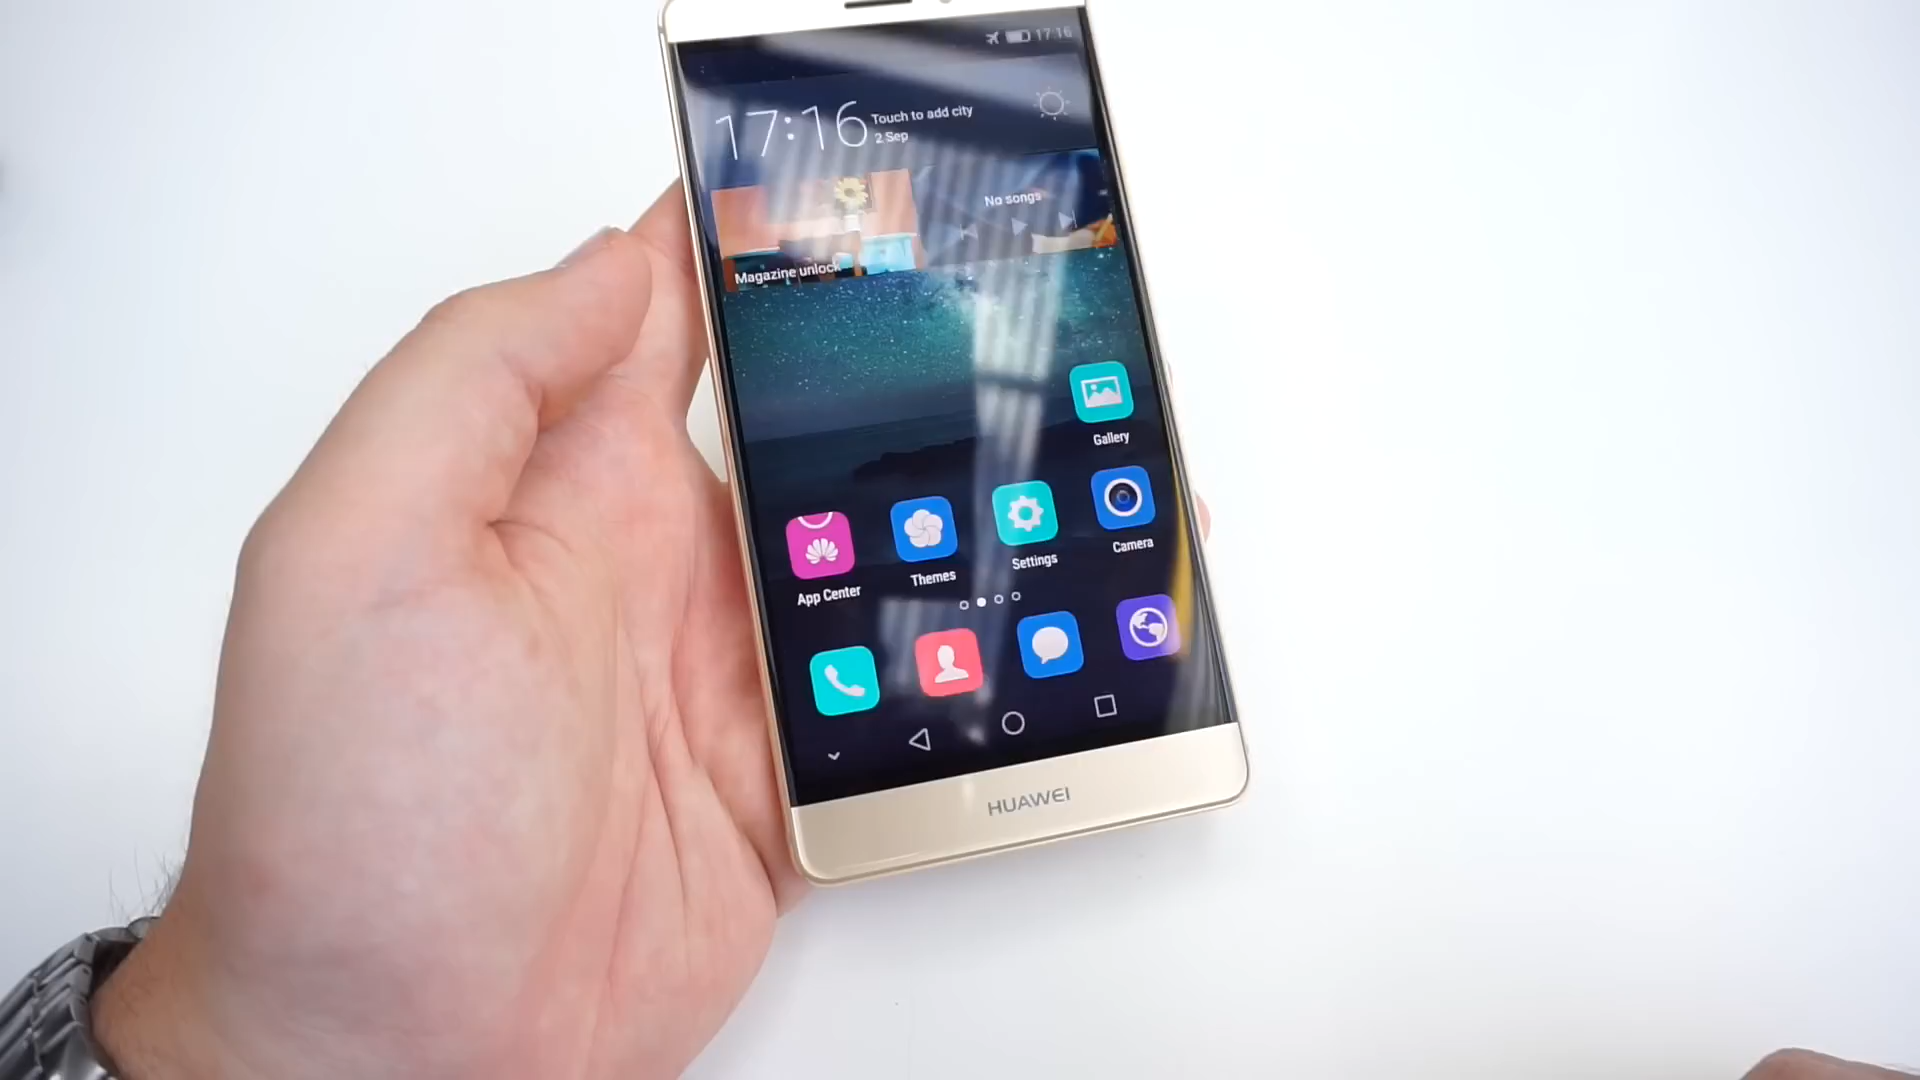 17:16
17:16
Touch to add city
2 Sep
No songs
Magazine unlock
Gallery
App Center
Themes
Settings
Camera
HUAWEI